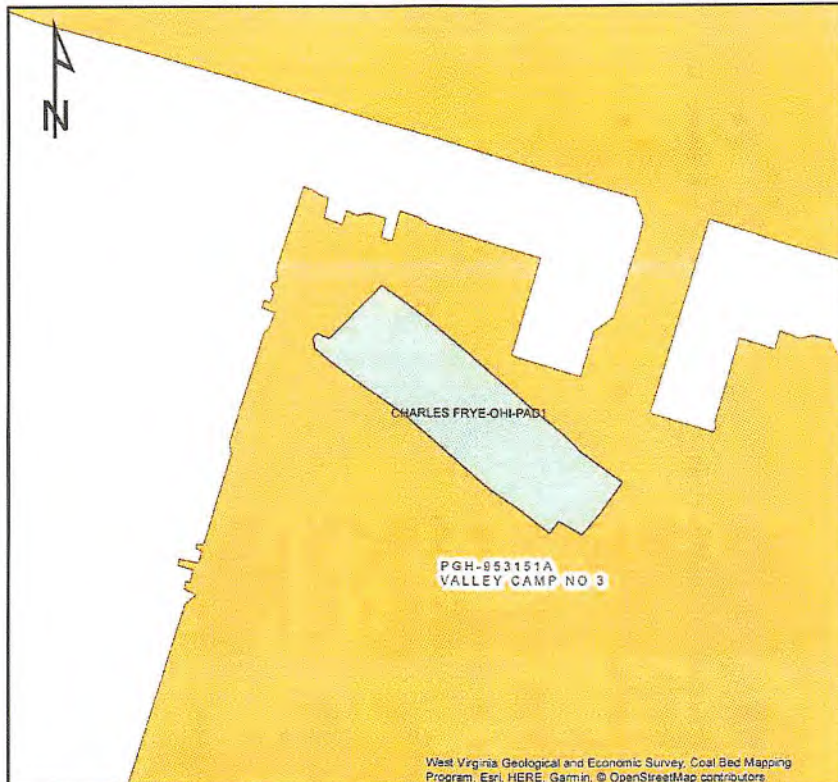 N
CHARLES FRYE-OHI-PAD1
PGH-953151A
VALLEY CAMP NO 3
West Virginia Geological and Economic Survey, Coal Bed Mapping
Program, Esri, HERE, Garmin, © OpenStreetMap contributors